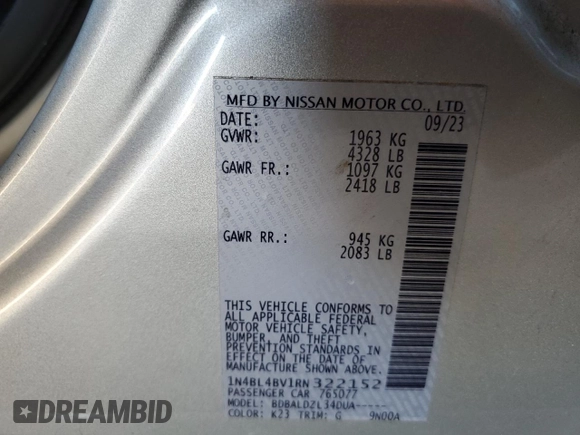 MFD BY NISSAN MOTOR CO., LTD.
DATE: 09/23
GVWR: 1963 KG
4328 LB
GAWR FR.: 1097 KG
2418 LB
GAWR RR.: 945 KG
2083 LB
THIS VEHICLE CONFORMS TO
ALL APPLICABLE FEDERAL
MOTOR VEHICLE SAFETY,
BUMPER, AND THEFT
PREVENTION STANDARDS IN
EFFECT ON THE DATE OF
MANUFACTURE SHOWN ABOVE.
1N4BL4BV1RN322152
PASSENGER CAR 765077
MODEL: BDBALDZL34DUA-----
COLOR: K23 TRIM: G 9N00A
DREAMBID